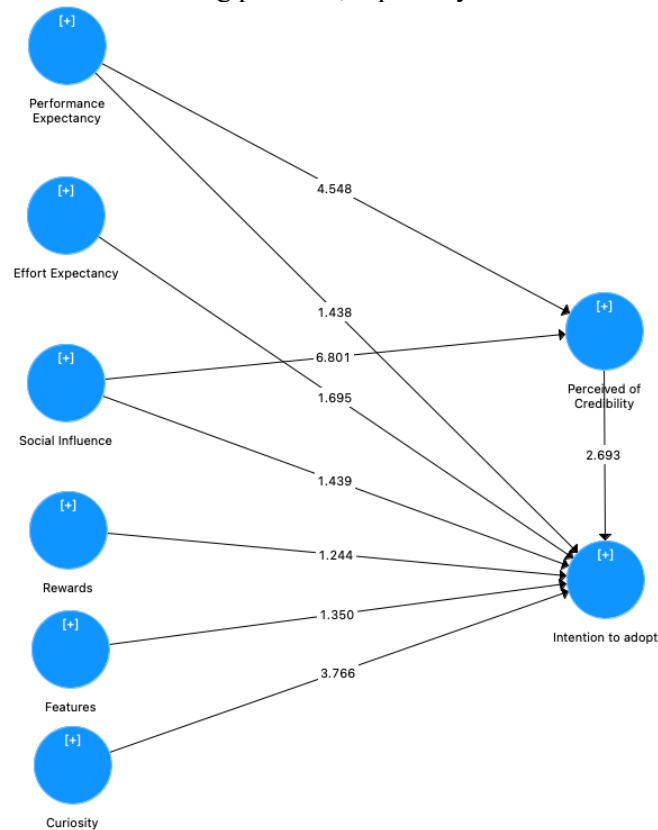 [+]
Performance
Expectancy
4.548
[+]
Effort Expectancy
1.438
[+]
Perceived of
Credibility
6.801
[+]
Social Influence
1.695
2.693
1.439
[+]
Rewards
1.244
[+]
Intention to adopt
[+]
Features
1.350
3.766
[+]
Curiosity